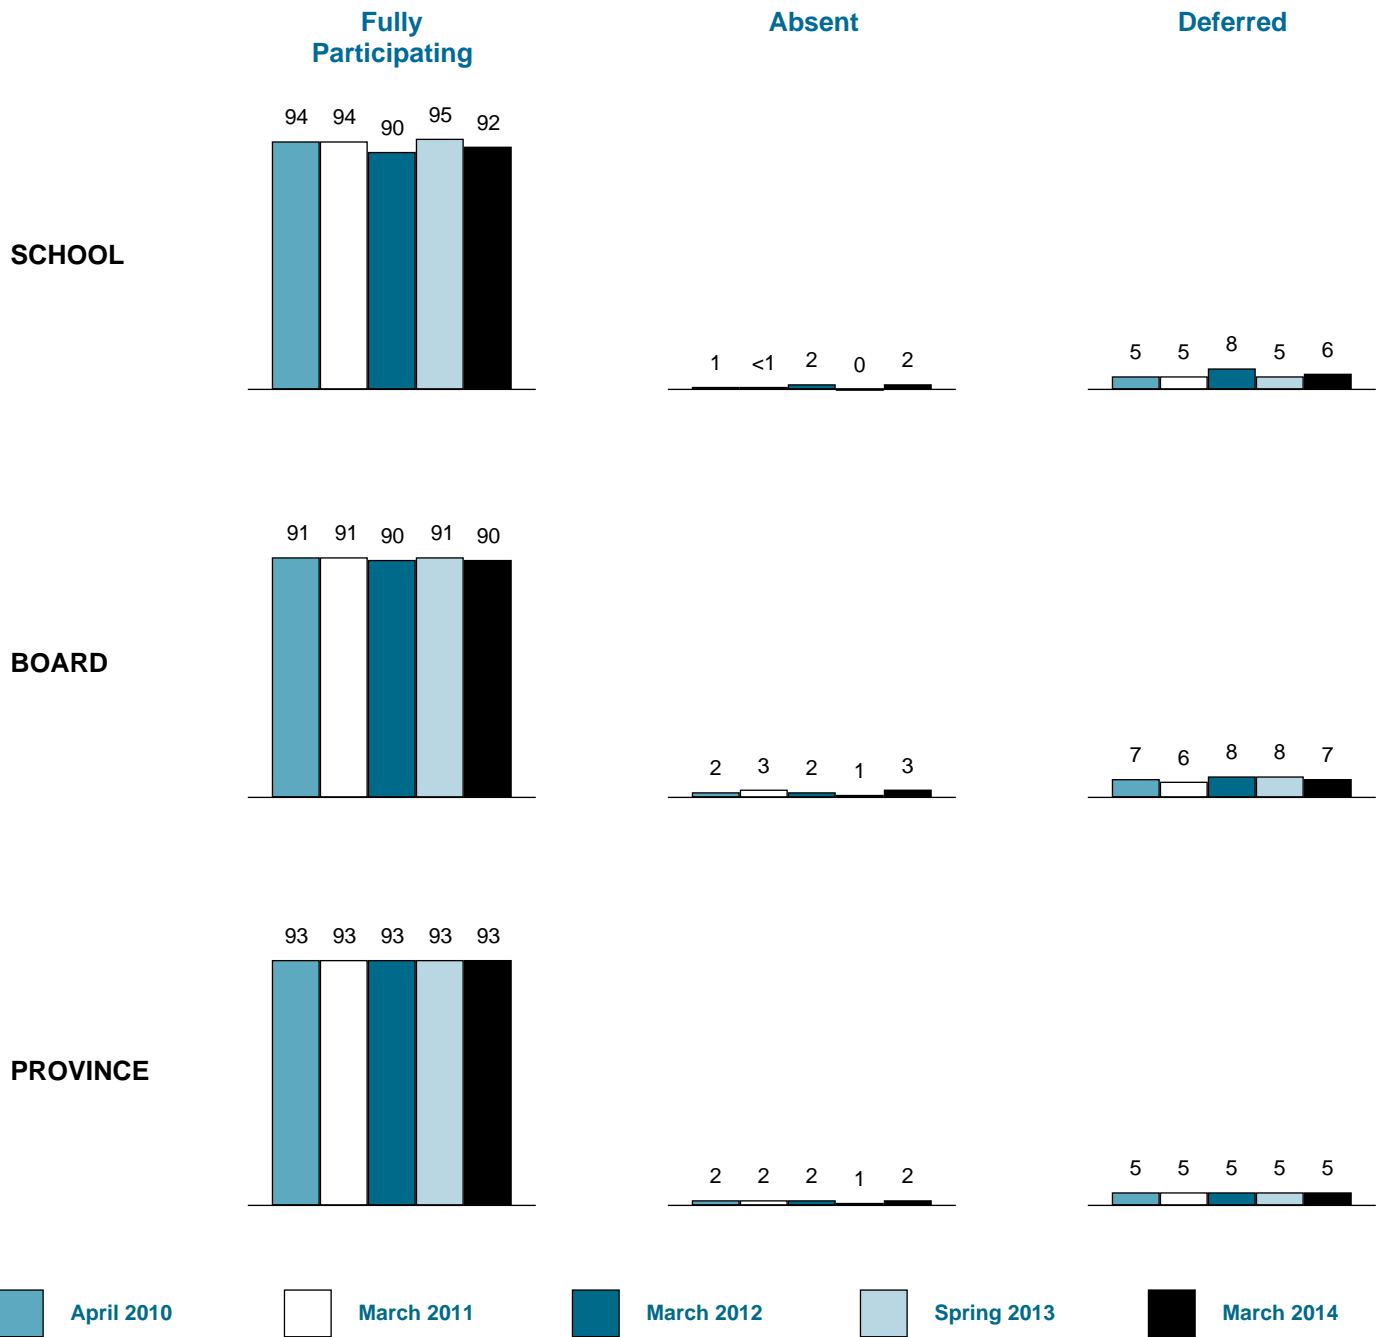 Fully
Participating
Absent
Deferred
SCHOOL
94 94 90 95 92
1 <1 2 0 2
5 5 8 5 6
BOARD
91 91 90 91 90
2 3 2 1 3
7 6 8 8 7
PROVINCE
93 93 93 93 93
2 2 2 1 2
5 5 5 5 5
April 2010
March 2011
March 2012
Spring 2013
March 2014